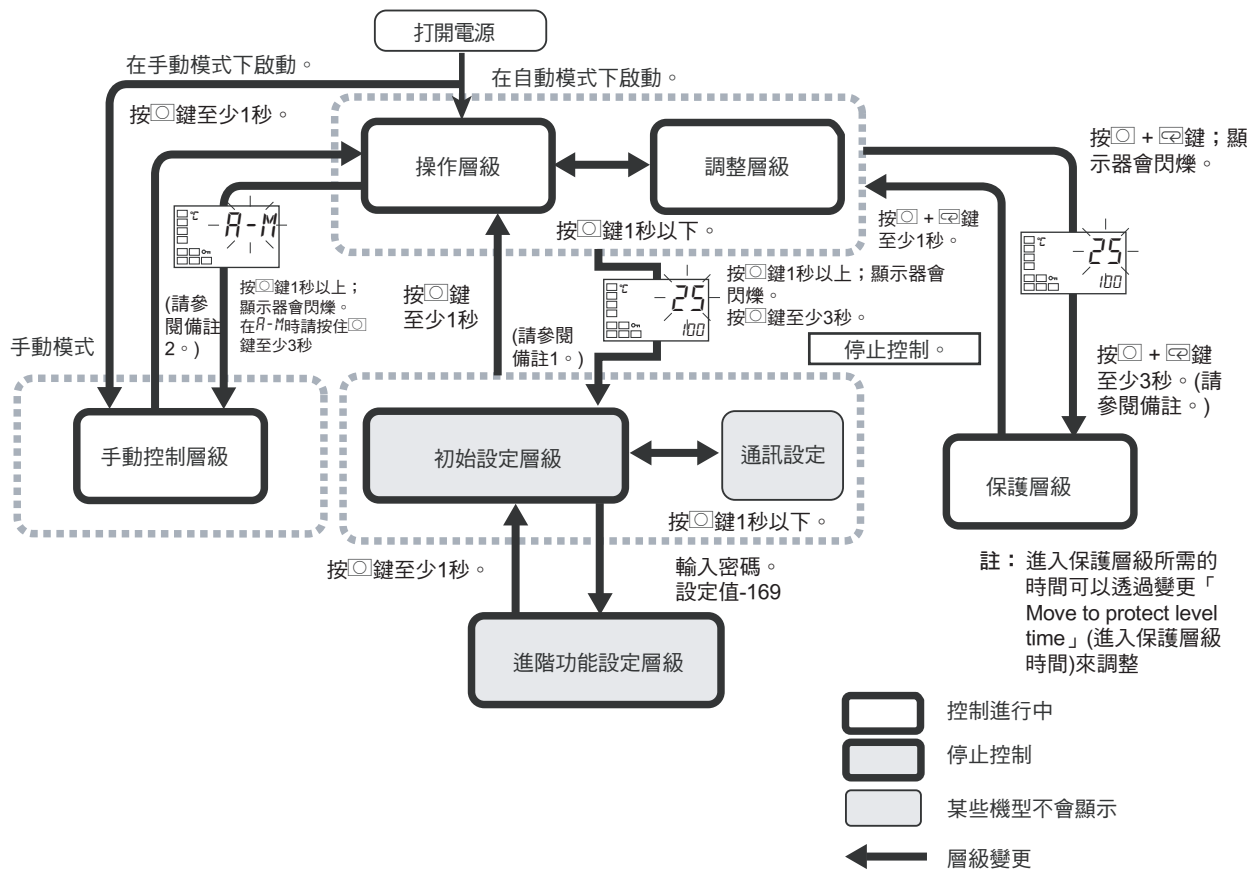 打開電源
在手動模式下啟動。
在自動模式下啟動。
按○鍵至少1秒。
操作層級
調整層級
按○ + 鍵；顯
示器會閃爍。
℃
A-M
按○鍵1秒以下。
按○ + 鍵
至少1秒。
℃
25
100
(請參
閱備註
2。)
按○鍵1秒以上；
顯示器會閃爍。
在A-M時請按住○
鍵至少3秒
按○鍵
至少1秒
(請參閱
備註1。)
℃
25
100
按○鍵1秒以上；顯示器會
閃爍。
按○鍵至少3秒。
停止控制。
按○ + 鍵
至少3秒。(請
參閱備註。)
手動模式
手動控制層級
初始設定層級
通訊設定
保護層級
按○鍵1秒以下。
按○鍵至少1秒。
輸入密碼。
設定值-169
進階功能設定層級
註：進入保護層級所需的
時間可以透過變更「
Move to protect level
time」(進入保護層級
時間)來調整
控制進行中
停止控制
某些機型不會顯示
層級變更